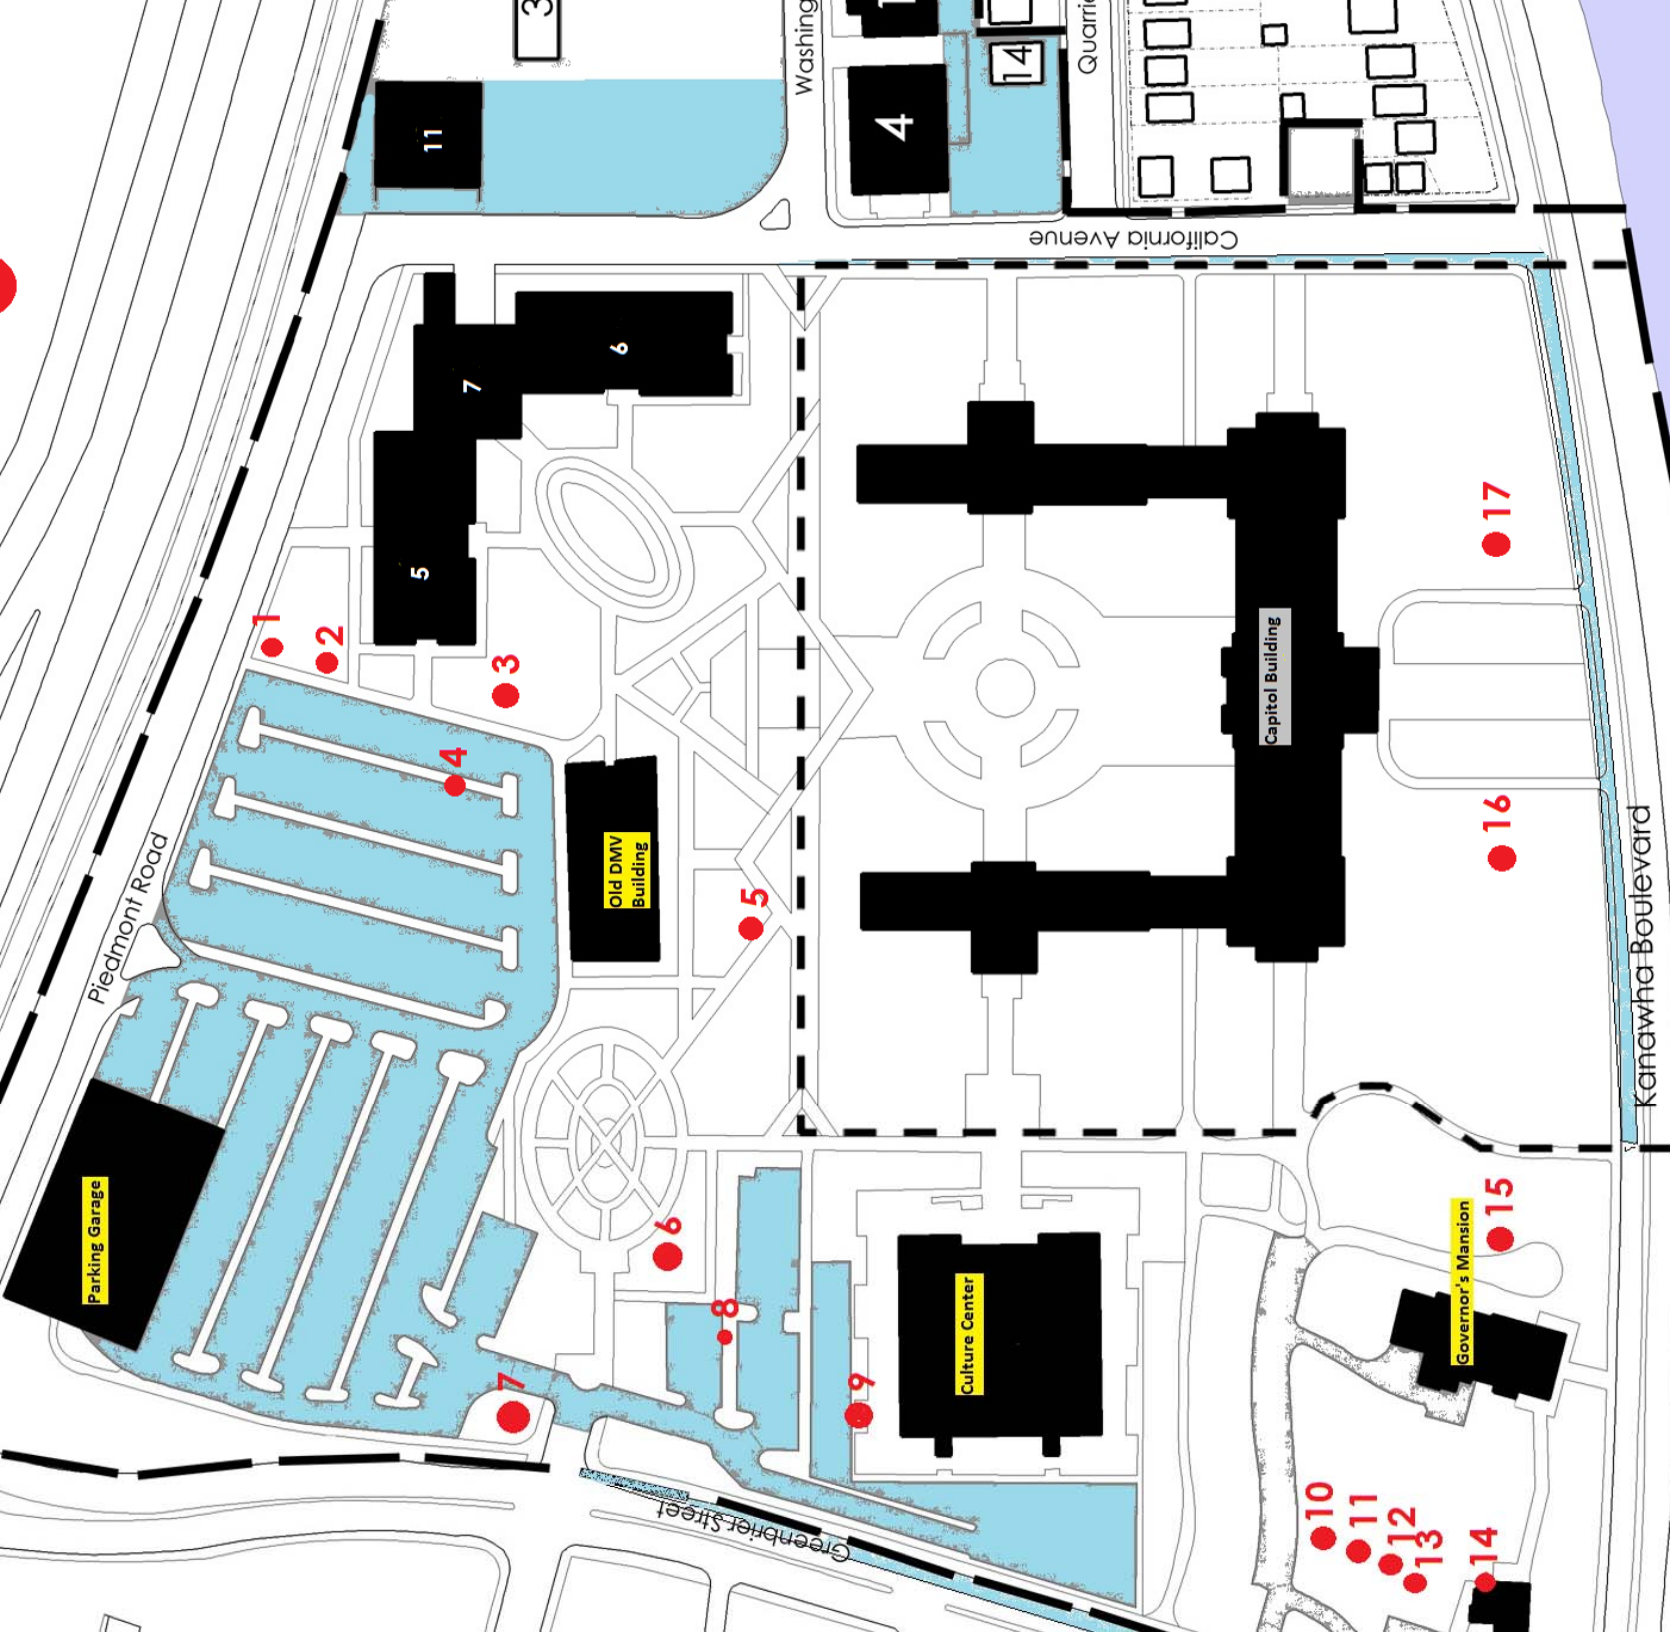 3
Washing
1
Quarrie
14
4
11
California Avenue
6
7
5
17
1
2
3
4
Capitol Building
16
Piedmont Road
Old DMV
Building
5
Kanawha Boulevard
Parking Garage
6
15
Governor's Mansion
8
Culture Center
7
9
Greenbrier Street
10
11
12
13
14